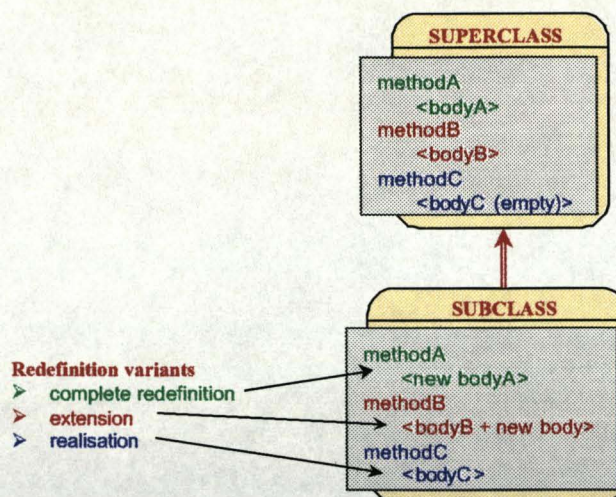 SUPERCLASS
methodA
<bodyA>
methodB
<bodyB>
methodC
<bodyC (empty)>
SUBCLASS
methodA
<new bodyA>
methodB
<bodyB + new body>
methodC
<bodyC>
Redefinition variants
➢ complete redefinition
➢ extension
➢ realisation